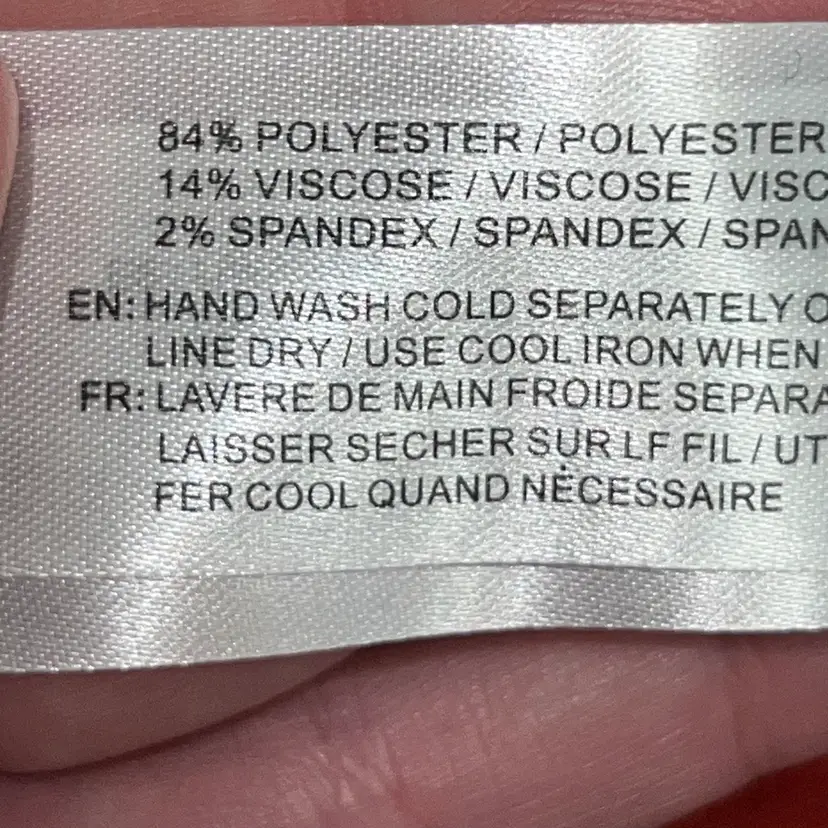 84% POLYESTER / POLYESTER
14% VISCOSE / VISCOSE / VISC
2% SPANDEX / SPANDEX / SPAN
EN: HAND WASH COLD SEPARATELY O
LINE DRY / USE COOL IRON WHEN
FR: LAVERE DE MAIN FROIDE SEPARA
LAISSER SECHER SUR LF FIL / UT
FER COOL QUAND NĖCESSAIRE